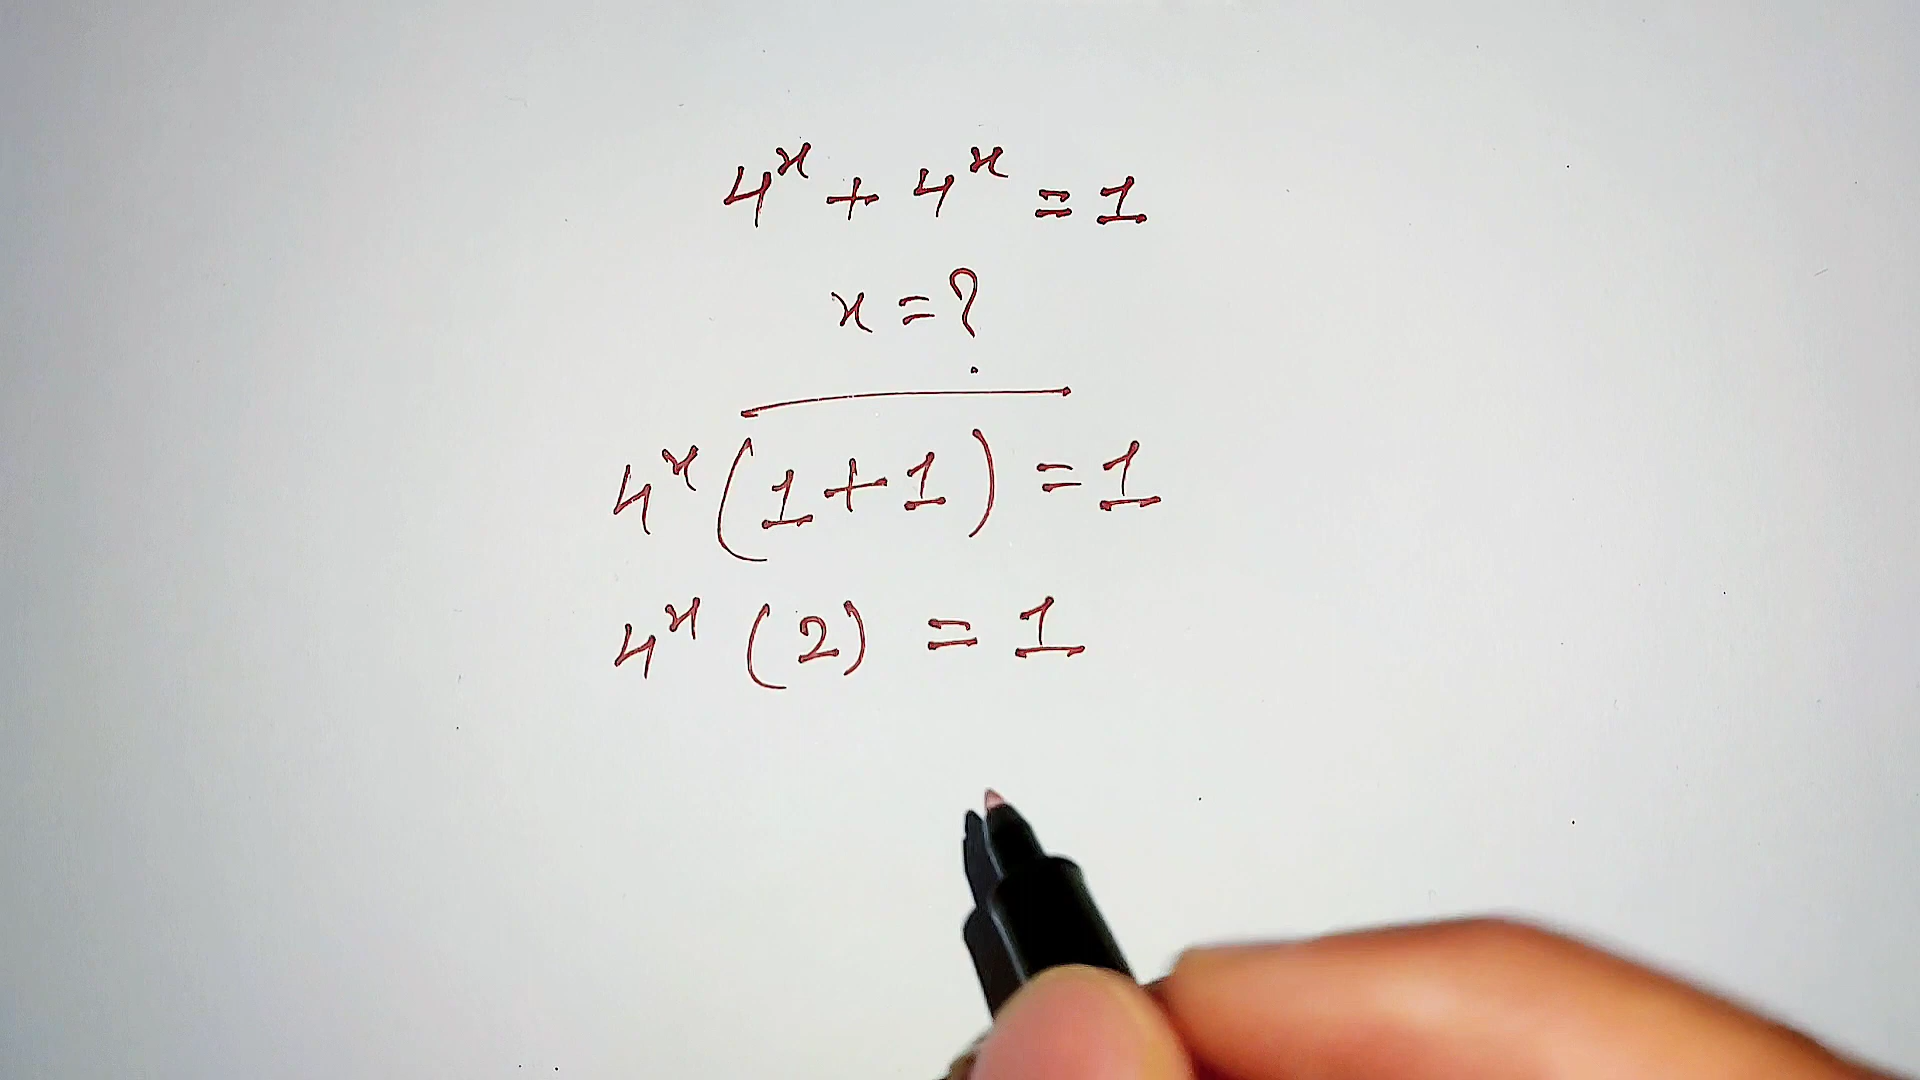 4^x + 4^x = 1
x = ?
4^x (1 + 1) = 1
4^x (2) = 1